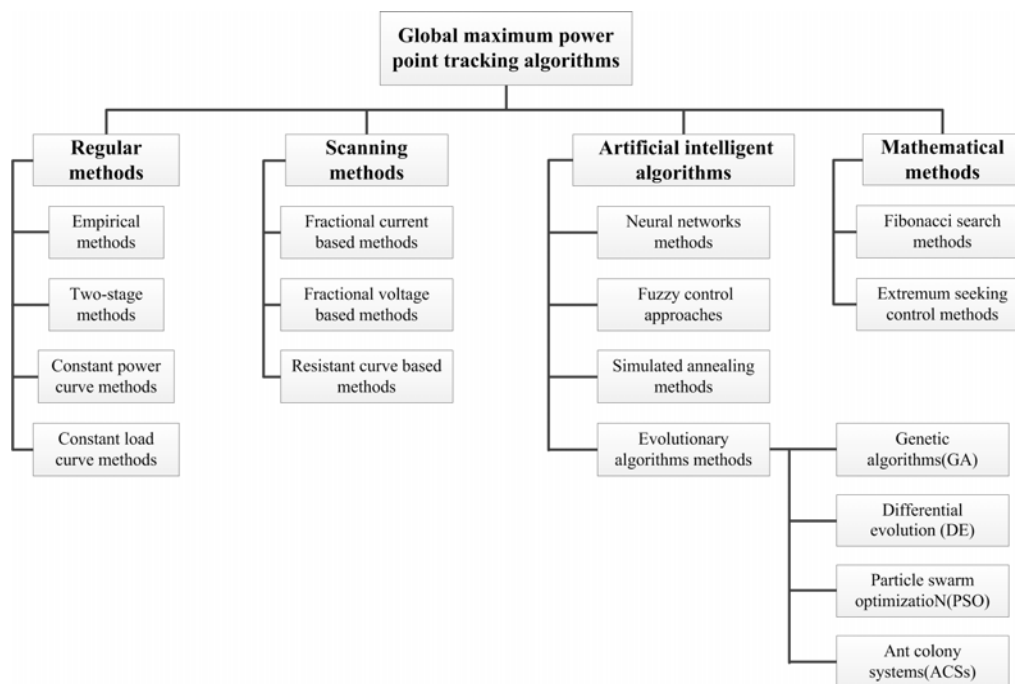 Global maximum power
point tracking algorithms
Regular
methods
Empirical
methods
Two-stage
methods
Constant power
curve methods
Constant load
curve methods
Scanning
methods
Fractional current
based methods
Fractional voltage
based methods
Resistant curve based
methods
Artificial intelligent
algorithms
Neural networks
methods
Fuzzy control
approaches
Simulated annealing
methods
Evolutionary
algorithms methods
Genetic
algorithms(GA)
Differential
evolution (DE)
Particle swarm
optimizatioN(PSO)
Ant colony
systems(ACSs)
Mathematical
methods
Fibonacci search
methods
Extremum seeking
control methods